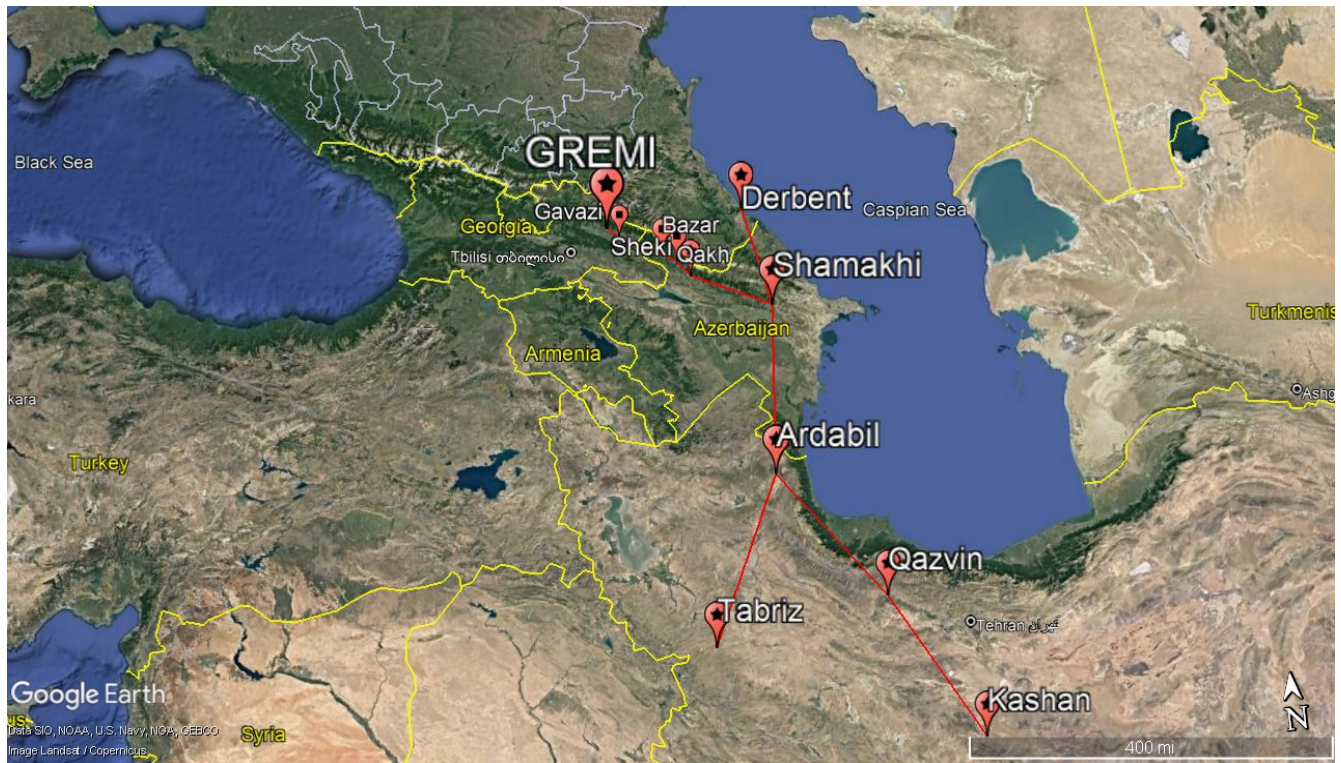 Black Sea
GREMI
Gavazi
Georgia
Bazar
Derbent
Caspian Sea
Tbilisi თბილისი
Sheki
Qakh
Shamakhi
Azerbaijan
Turkmenis
Armenia
kara
Ashg
Ardabil
Turkey
Qazvin
Tabriz
Tehran تهران
Google Earth
Kashan
us
N
Data SIO, NOAA, U.S. Navy, NGA, GEBCO
Syria
Image Landsat / Copernicus
400 mi